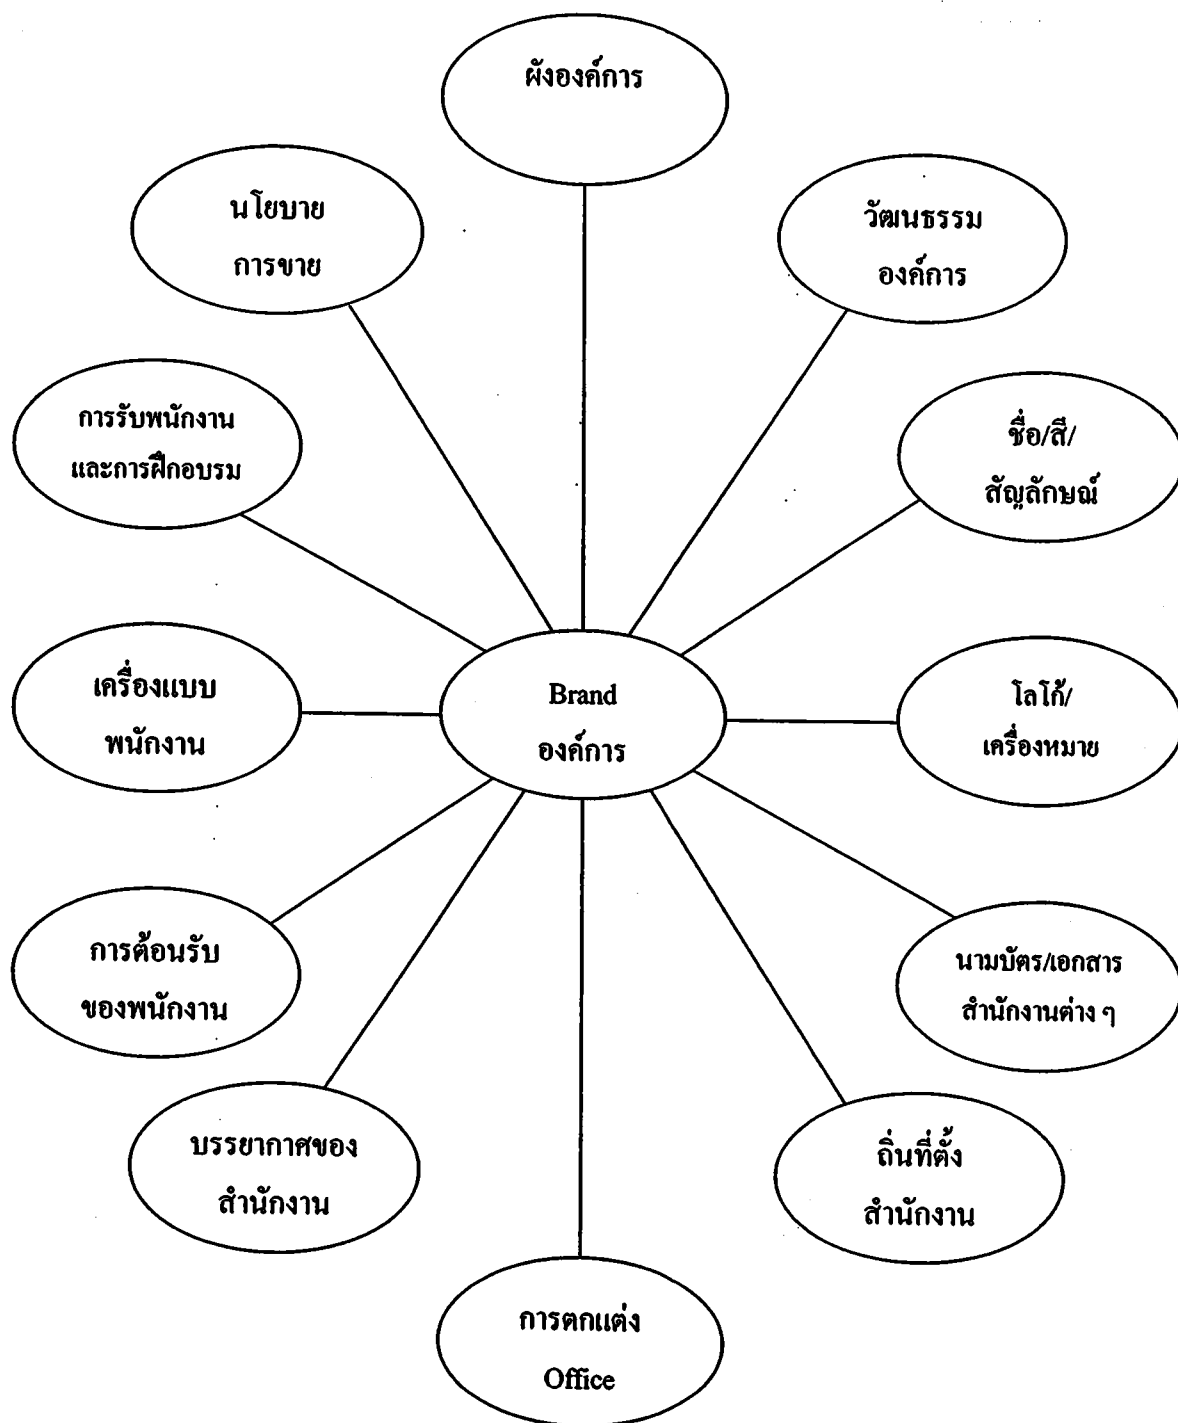 ผังองค์การ
นโยบาย
การขาย
วัฒนธรรม
องค์การ
การรับพนักงาน
และการฝึกอบรม
ชื่อ/สี/
สัญลักษณ์
เครื่องแบบ
พนักงาน
Brand
องค์การ
โลโก้/
เครื่องหมาย
การต้อนรับ
ของพนักงาน
นามบัตร/เอกสาร
สำนักงานต่าง ๆ
บรรยากาศของ
สำนักงาน
ถิ่นที่ตั้ง
สำนักงาน
การตกแต่ง
Office